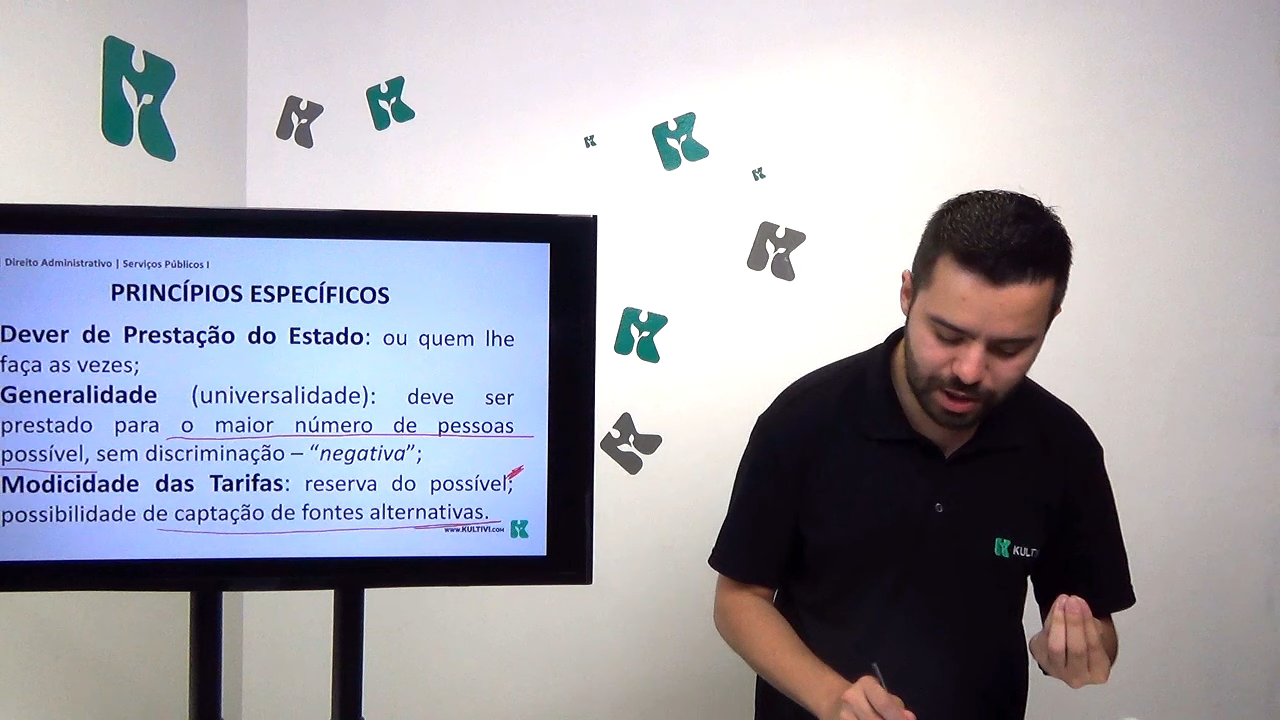 Direito Administrativo | Serviços Públicos I
PRINCÍPIOS ESPECÍFICOS
Dever de Prestação do Estado: ou quem lhe
faça as vezes;
Generalidade (universalidade): deve ser
prestado para o maior número de pessoas
possível, sem discriminação – “negativa”;
Modicidade das Tarifas: reserva do possível;
possibilidade de captação de fontes alternativas.
www.KULTIVI.COM